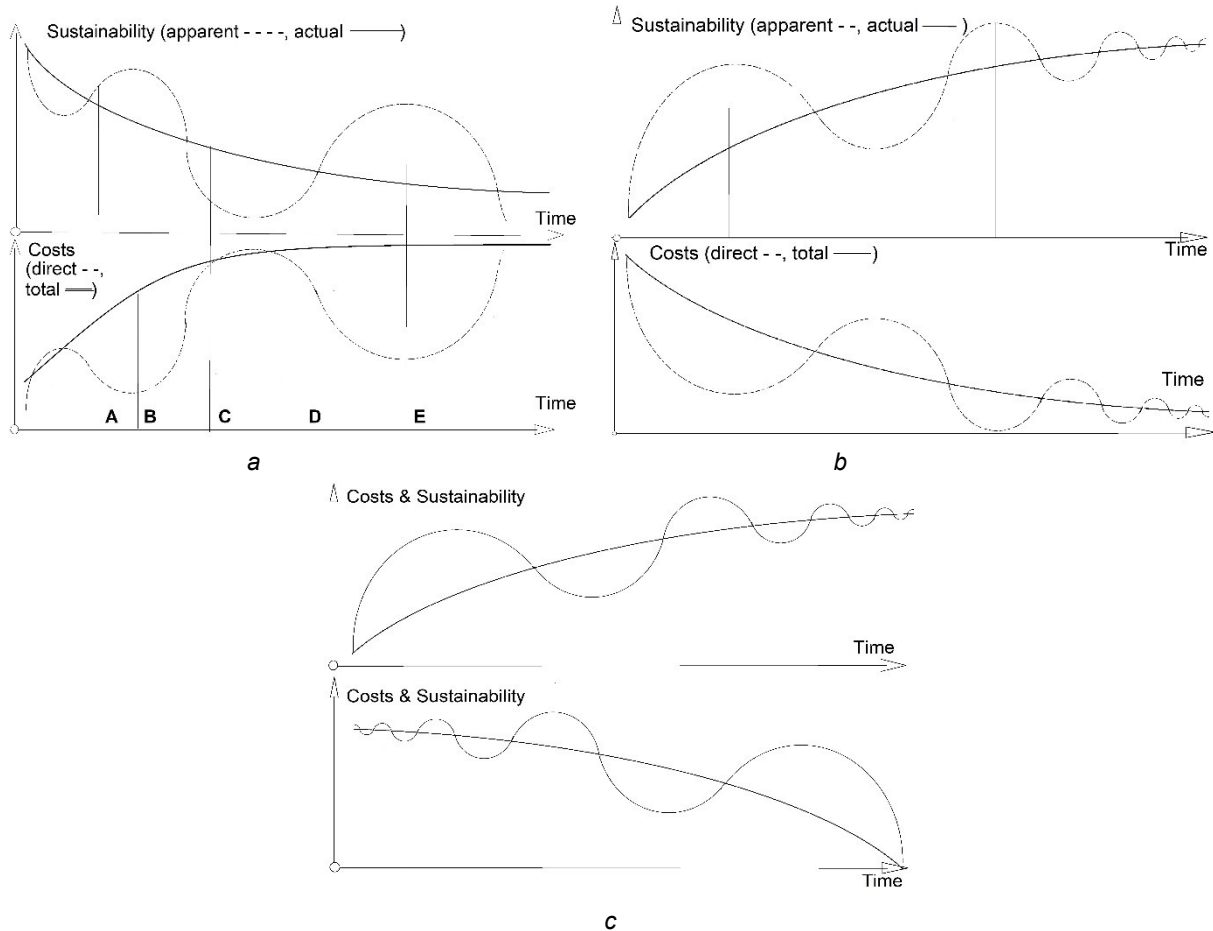 Sustainability (apparent - - - -, actual ——)
Time
Costs
(direct - -,
total ——)
A B C D E
Time
a
Sustainability (apparent - -, actual ——)
Time
Costs (direct - -, total ——)
Time
b
Costs & Sustainability
Time
Costs & Sustainability
Time
c